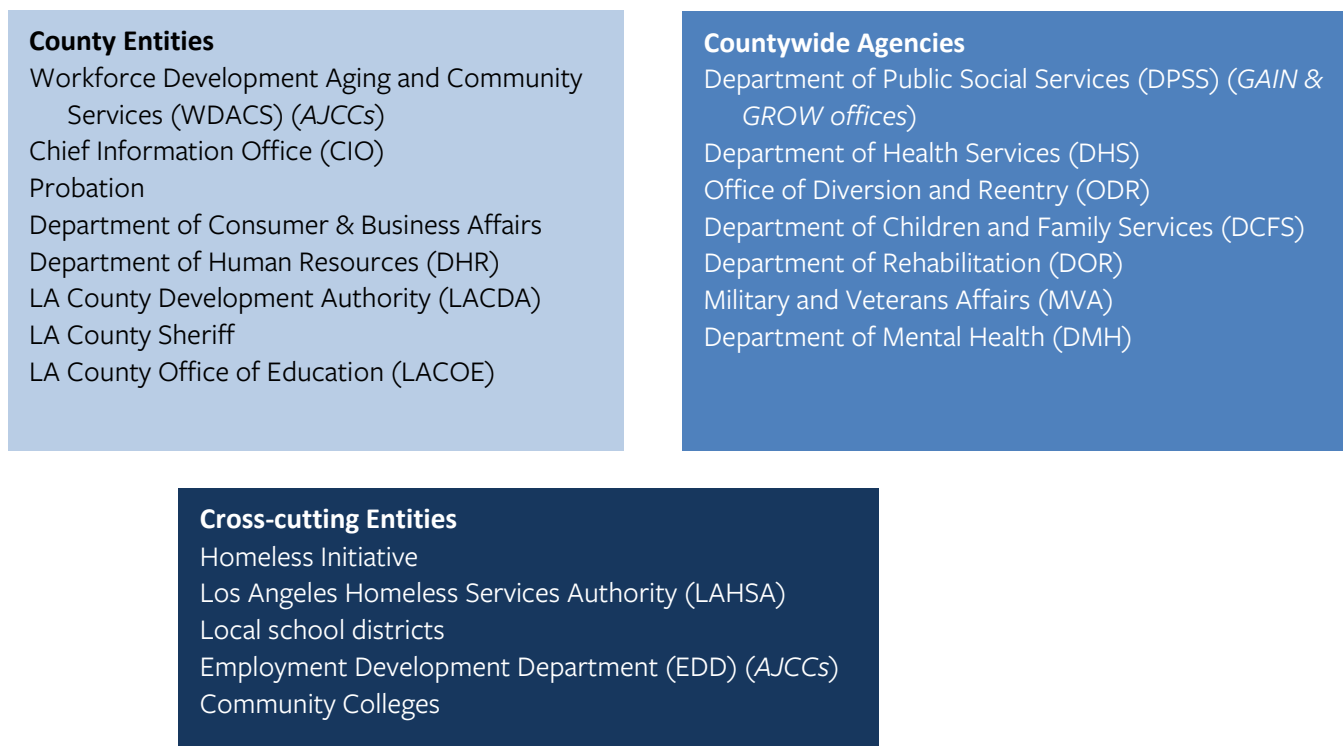 County Entities
Workforce Development Aging and Community
Services (WDACS) (AJCCs)
Chief Information Office (CIO)
Probation
Department of Consumer & Business Affairs
Department of Human Resources (DHR)
LA County Development Authority (LACDA)
LA County Sheriff
LA County Office of Education (LACOE)
Countywide Agencies
Department of Public Social Services (DPSS) (GAIN &
GROW offices)
Department of Health Services (DHS)
Office of Diversion and Reentry (ODR)
Department of Children and Family Services (DCFS)
Department of Rehabilitation (DOR)
Military and Veterans Affairs (MVA)
Department of Mental Health (DMH)
Cross-cutting Entities
Homeless Initiative
Los Angeles Homeless Services Authority (LAHSA)
Local school districts
Employment Development Department (EDD) (AJCCs)
Community Colleges